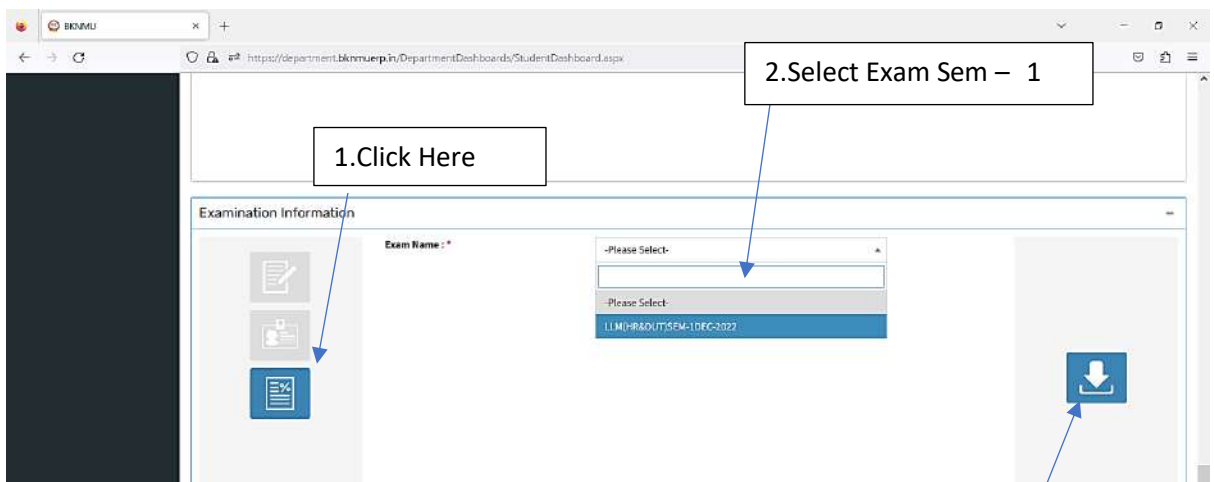 BKNMU
https://department.bknmuerp.in/DepartmentDashboards/StudentDashboard.aspx
2.Select Exam Sem – 1
1.Click Here
Examination Information
Exam Name : *
-Please Select-
-Please Select-
LLM(HR&OUT)SEM-1DEC-2022